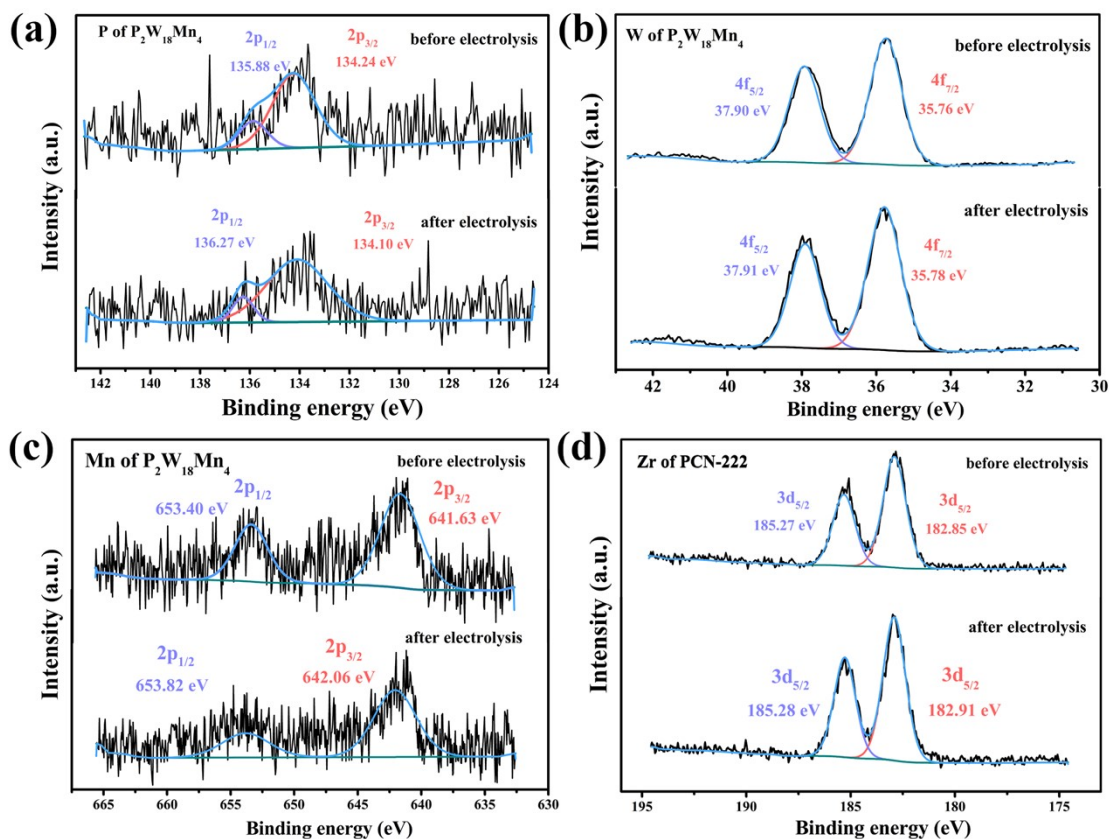 (a)
P of P₂W₁₈Mn₄
2p₁/₂
135.88 eV
2p₃/₂
134.24 eV
before electrolysis
2p₁/₂
136.27 eV
2p₃/₂
134.10 eV
after electrolysis
Intensity (a.u.)
142 140 138 136 134 132 130 128 126 124
Binding energy (eV)
(b)
W of P₂W₁₈Mn₄
before electrolysis
4f₅/₂
37.90 eV
4f₇/₂
35.76 eV
after electrolysis
4f₅/₂
37.91 eV
4f₇/₂
35.78 eV
Intensity (a.u.)
42 40 38 36 34 32 30
Binding energy (eV)
(c)
Mn of P₂W₁₈Mn₄
before electrolysis
2p₁/₂
653.40 eV
2p₃/₂
641.63 eV
after electrolysis
2p₁/₂
653.82 eV
2p₃/₂
642.06 eV
Intensity (a.u.)
665 660 655 650 645 640 635 630
Binding energy (eV)
(d)
Zr of PCN-222
before electrolysis
3d₅/₂
185.27 eV
3d₅/₂
182.85 eV
after electrolysis
3d₅/₂
185.28 eV
3d₅/₂
182.91 eV
Intensity (a.u.)
195 190 185 180 175
Binding energy (eV)